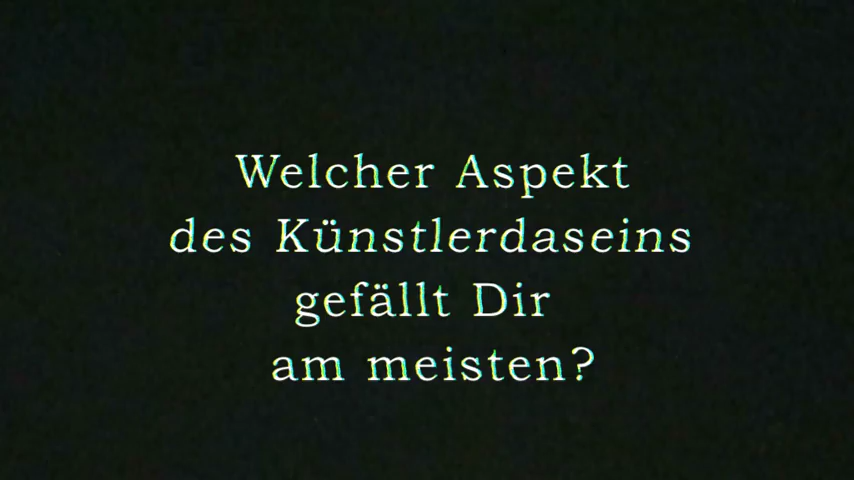 Welcher Aspekt
des Künstlerdaseins
gefällt Dir
am meisten?